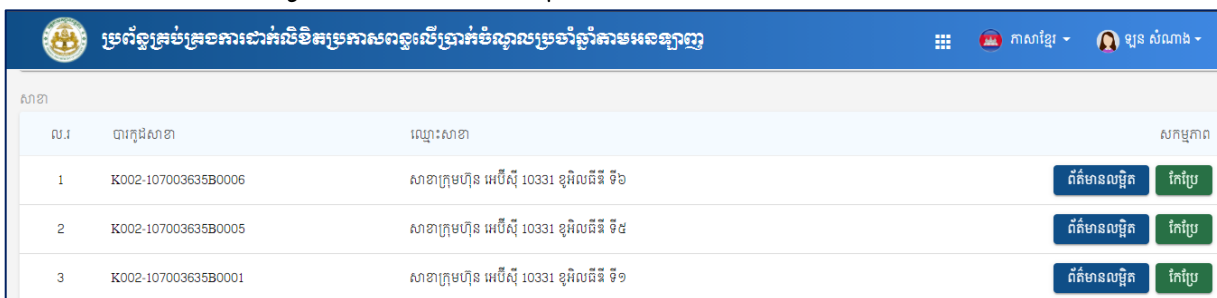 ប្រព័ន្ធគ្រប់គ្រងការដាក់លិខិតប្រកាសពន្ធលើប្រាក់ចំណូលប្រចាំឆ្នាំតាមអនឡាញ ភាសាខ្មែរ ឡុន សំណាង
សាខា
ល.រ បារកូដសាខា ឈ្មោះសាខា សកម្មភាព
1 K002-107003635B0006 សាខាក្រុមហ៊ុន អេប៊ីស៊ី 10331 ខូអិលធីឌី ទី៦ ព័ត៌មានលម្អិត កែប្រែ
2 K002-107003635B0005 សាខាក្រុមហ៊ុន អេប៊ីស៊ី 10331 ខូអិលធីឌី ទី៥ ព័ត៌មានលម្អិត កែប្រែ
3 K002-107003635B0001 សាខាក្រុមហ៊ុន អេប៊ីស៊ី 10331 ខូអិលធីឌី ទី១ ព័ត៌មានលម្អិត កែប្រែ